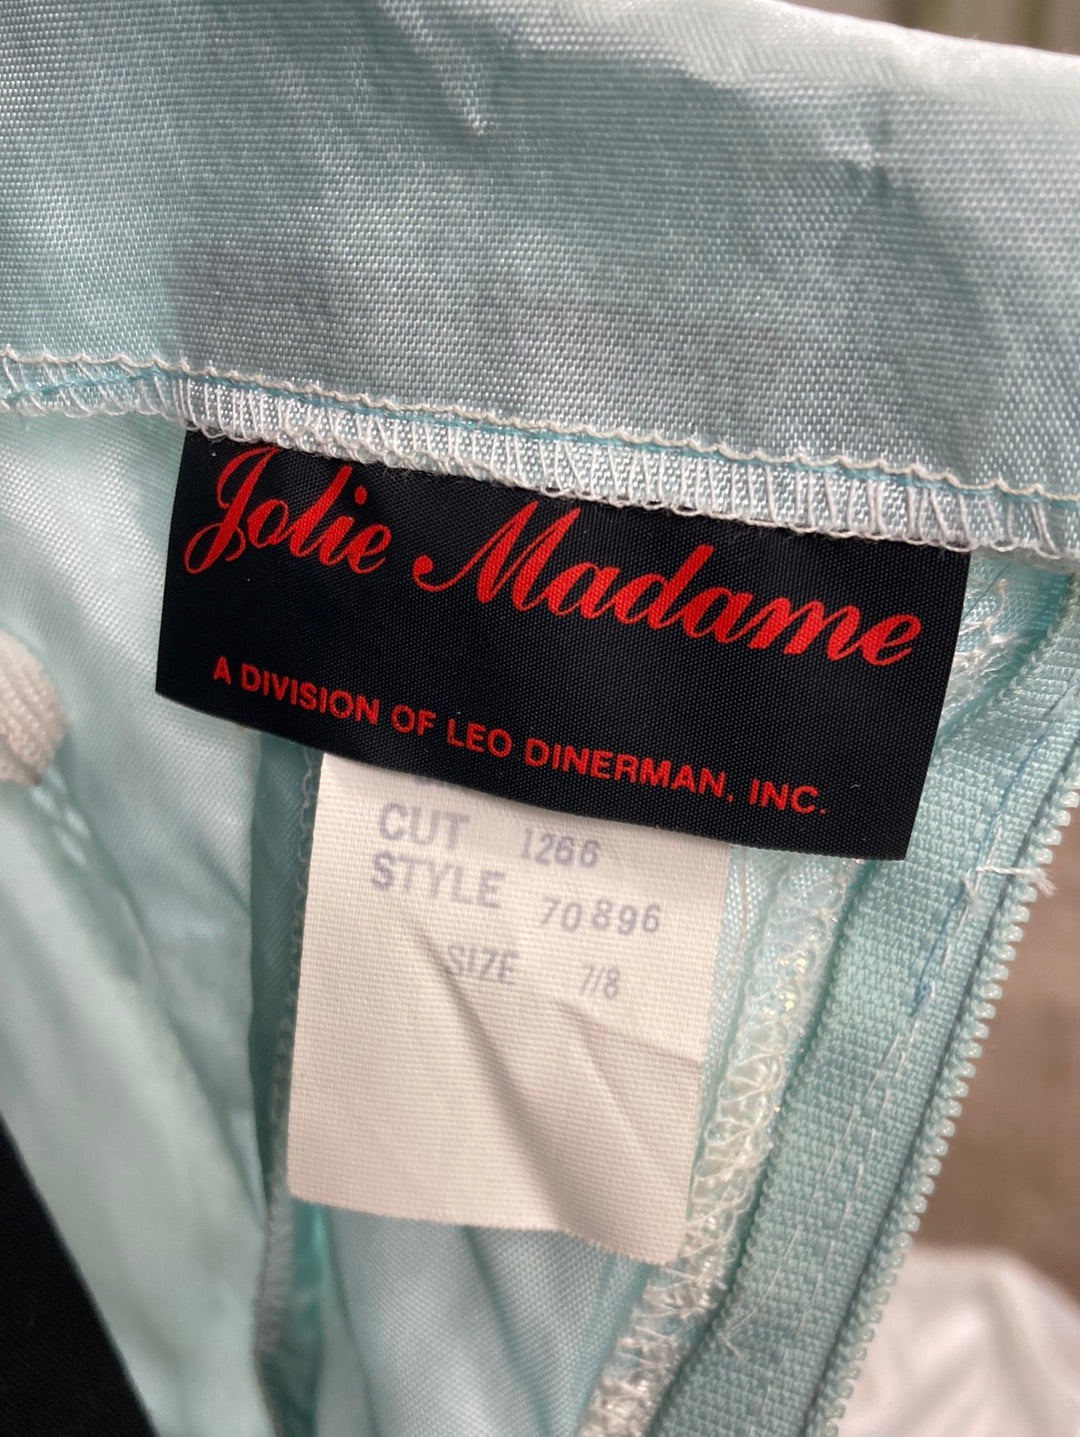 Jolie Madame
A DIVISION OF LEO DINERMAN, INC.
CUT 1266
STYLE 70896
SIZE 7/8